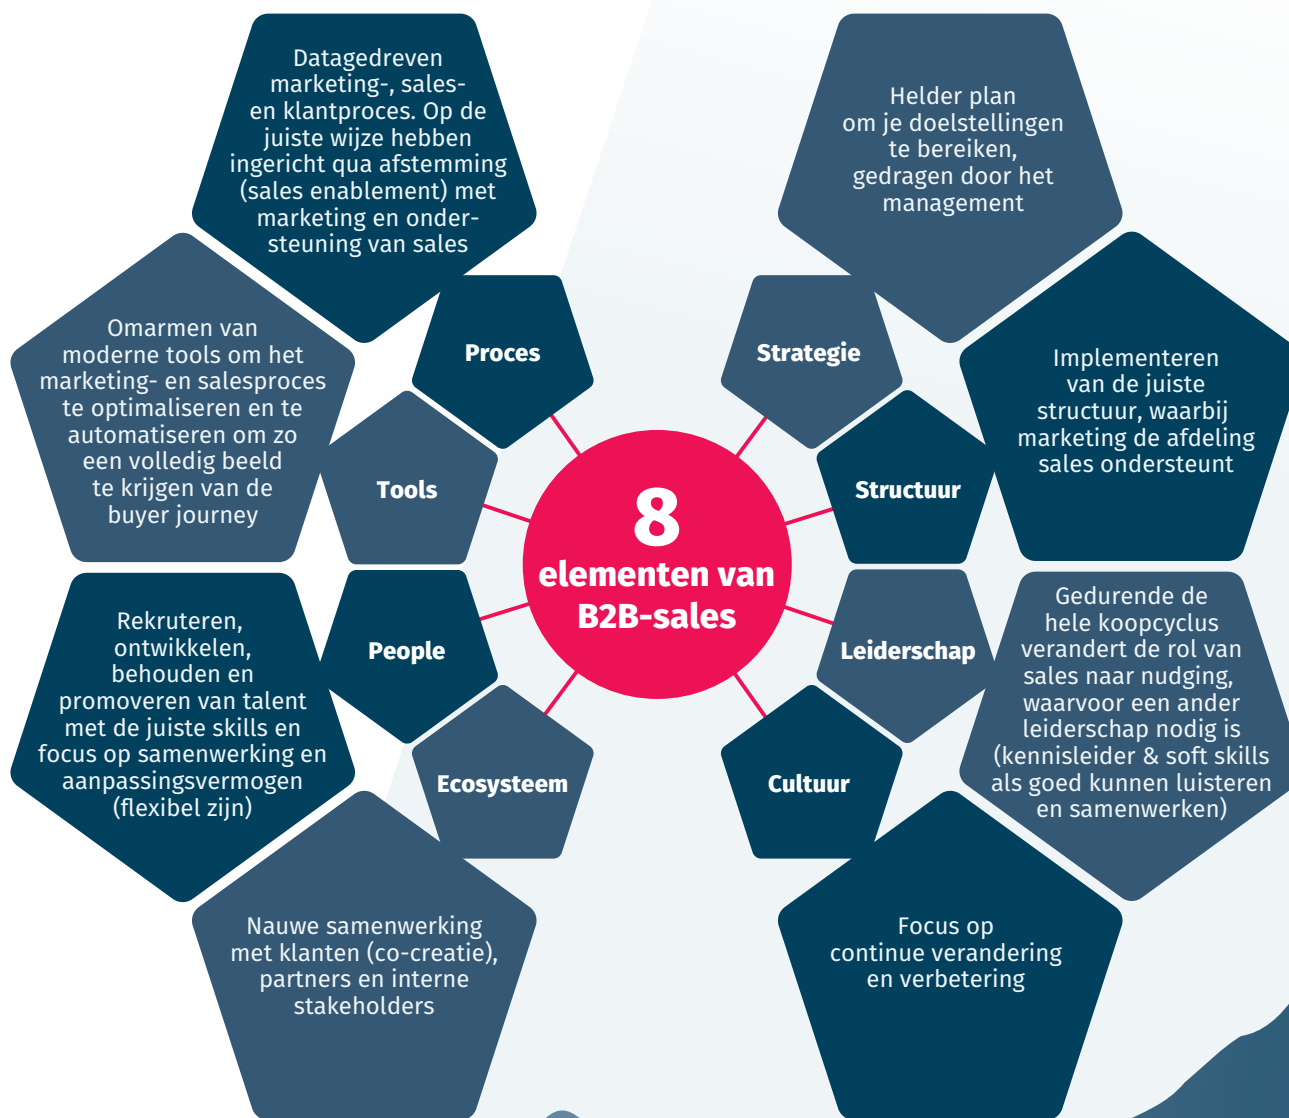 8
elementen van
B2B-sales
Strategie
Helder plan
om je doelstellingen
te bereiken,
gedragen door het
management
Structuur
Implementeren
van de juiste
structuur, waarbij
marketing de afdeling
sales ondersteunt
Leiderschap
Gedurende de
hele koopcyclus
verandert de rol van
sales naar nudging,
waarvoor een ander
leiderschap nodig is
(kennisleider & soft skills
als goed kunnen luisteren
en samenwerken)
Cultuur
Focus op
continue verandering
en verbetering
Ecosysteem
Nauwe samenwerking
met klanten (co-creatie),
partners en interne
stakeholders
People
Rekruteren,
ontwikkelen,
behouden en
promoveren van talent
met de juiste skills en
focus op samenwerking en
aanpassingsvermogen
(flexibel zijn)
Tools
Omarmen van
moderne tools om het
marketing- en salesproces
te optimaliseren en te
automatiseren om zo
een volledig beeld
te krijgen van de
buyer journey
Proces
Datagedreven
marketing-, sales-
en klantproces. Op de
juiste wijze hebben
ingericht qua afstemming
(sales enablement) met
marketing en onder-
steuning van sales